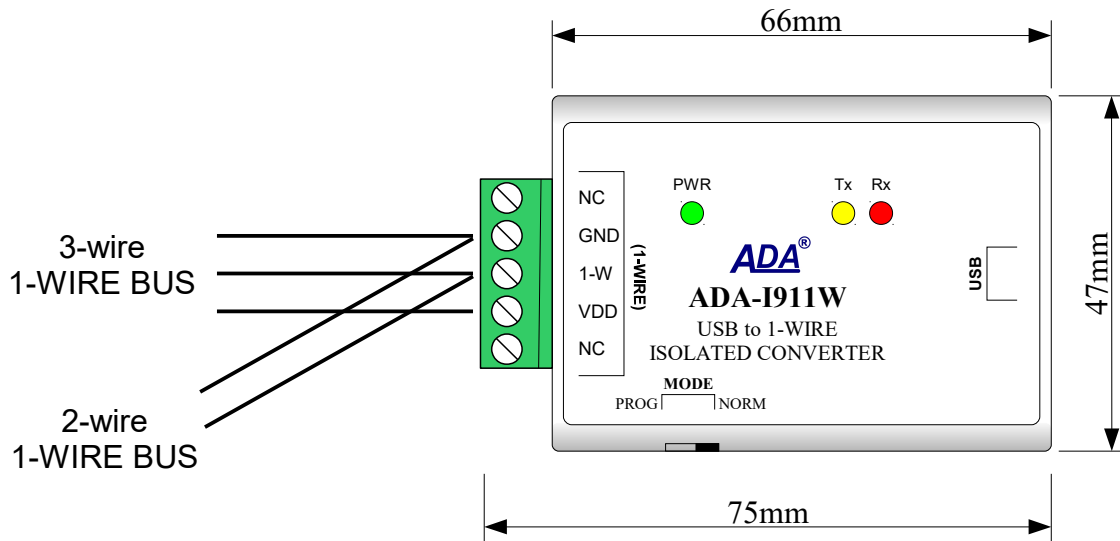 66mm
NC
GND
1-W
VDD
NC
(1-WIRE)
PWR
Tx
Rx
ADA®
ADA-I911W
USB to 1-WIRE
ISOLATED CONVERTER
USB
MODE
PROG
NORM
47mm
3-wire
1-WIRE BUS
2-wire
1-WIRE BUS
75mm